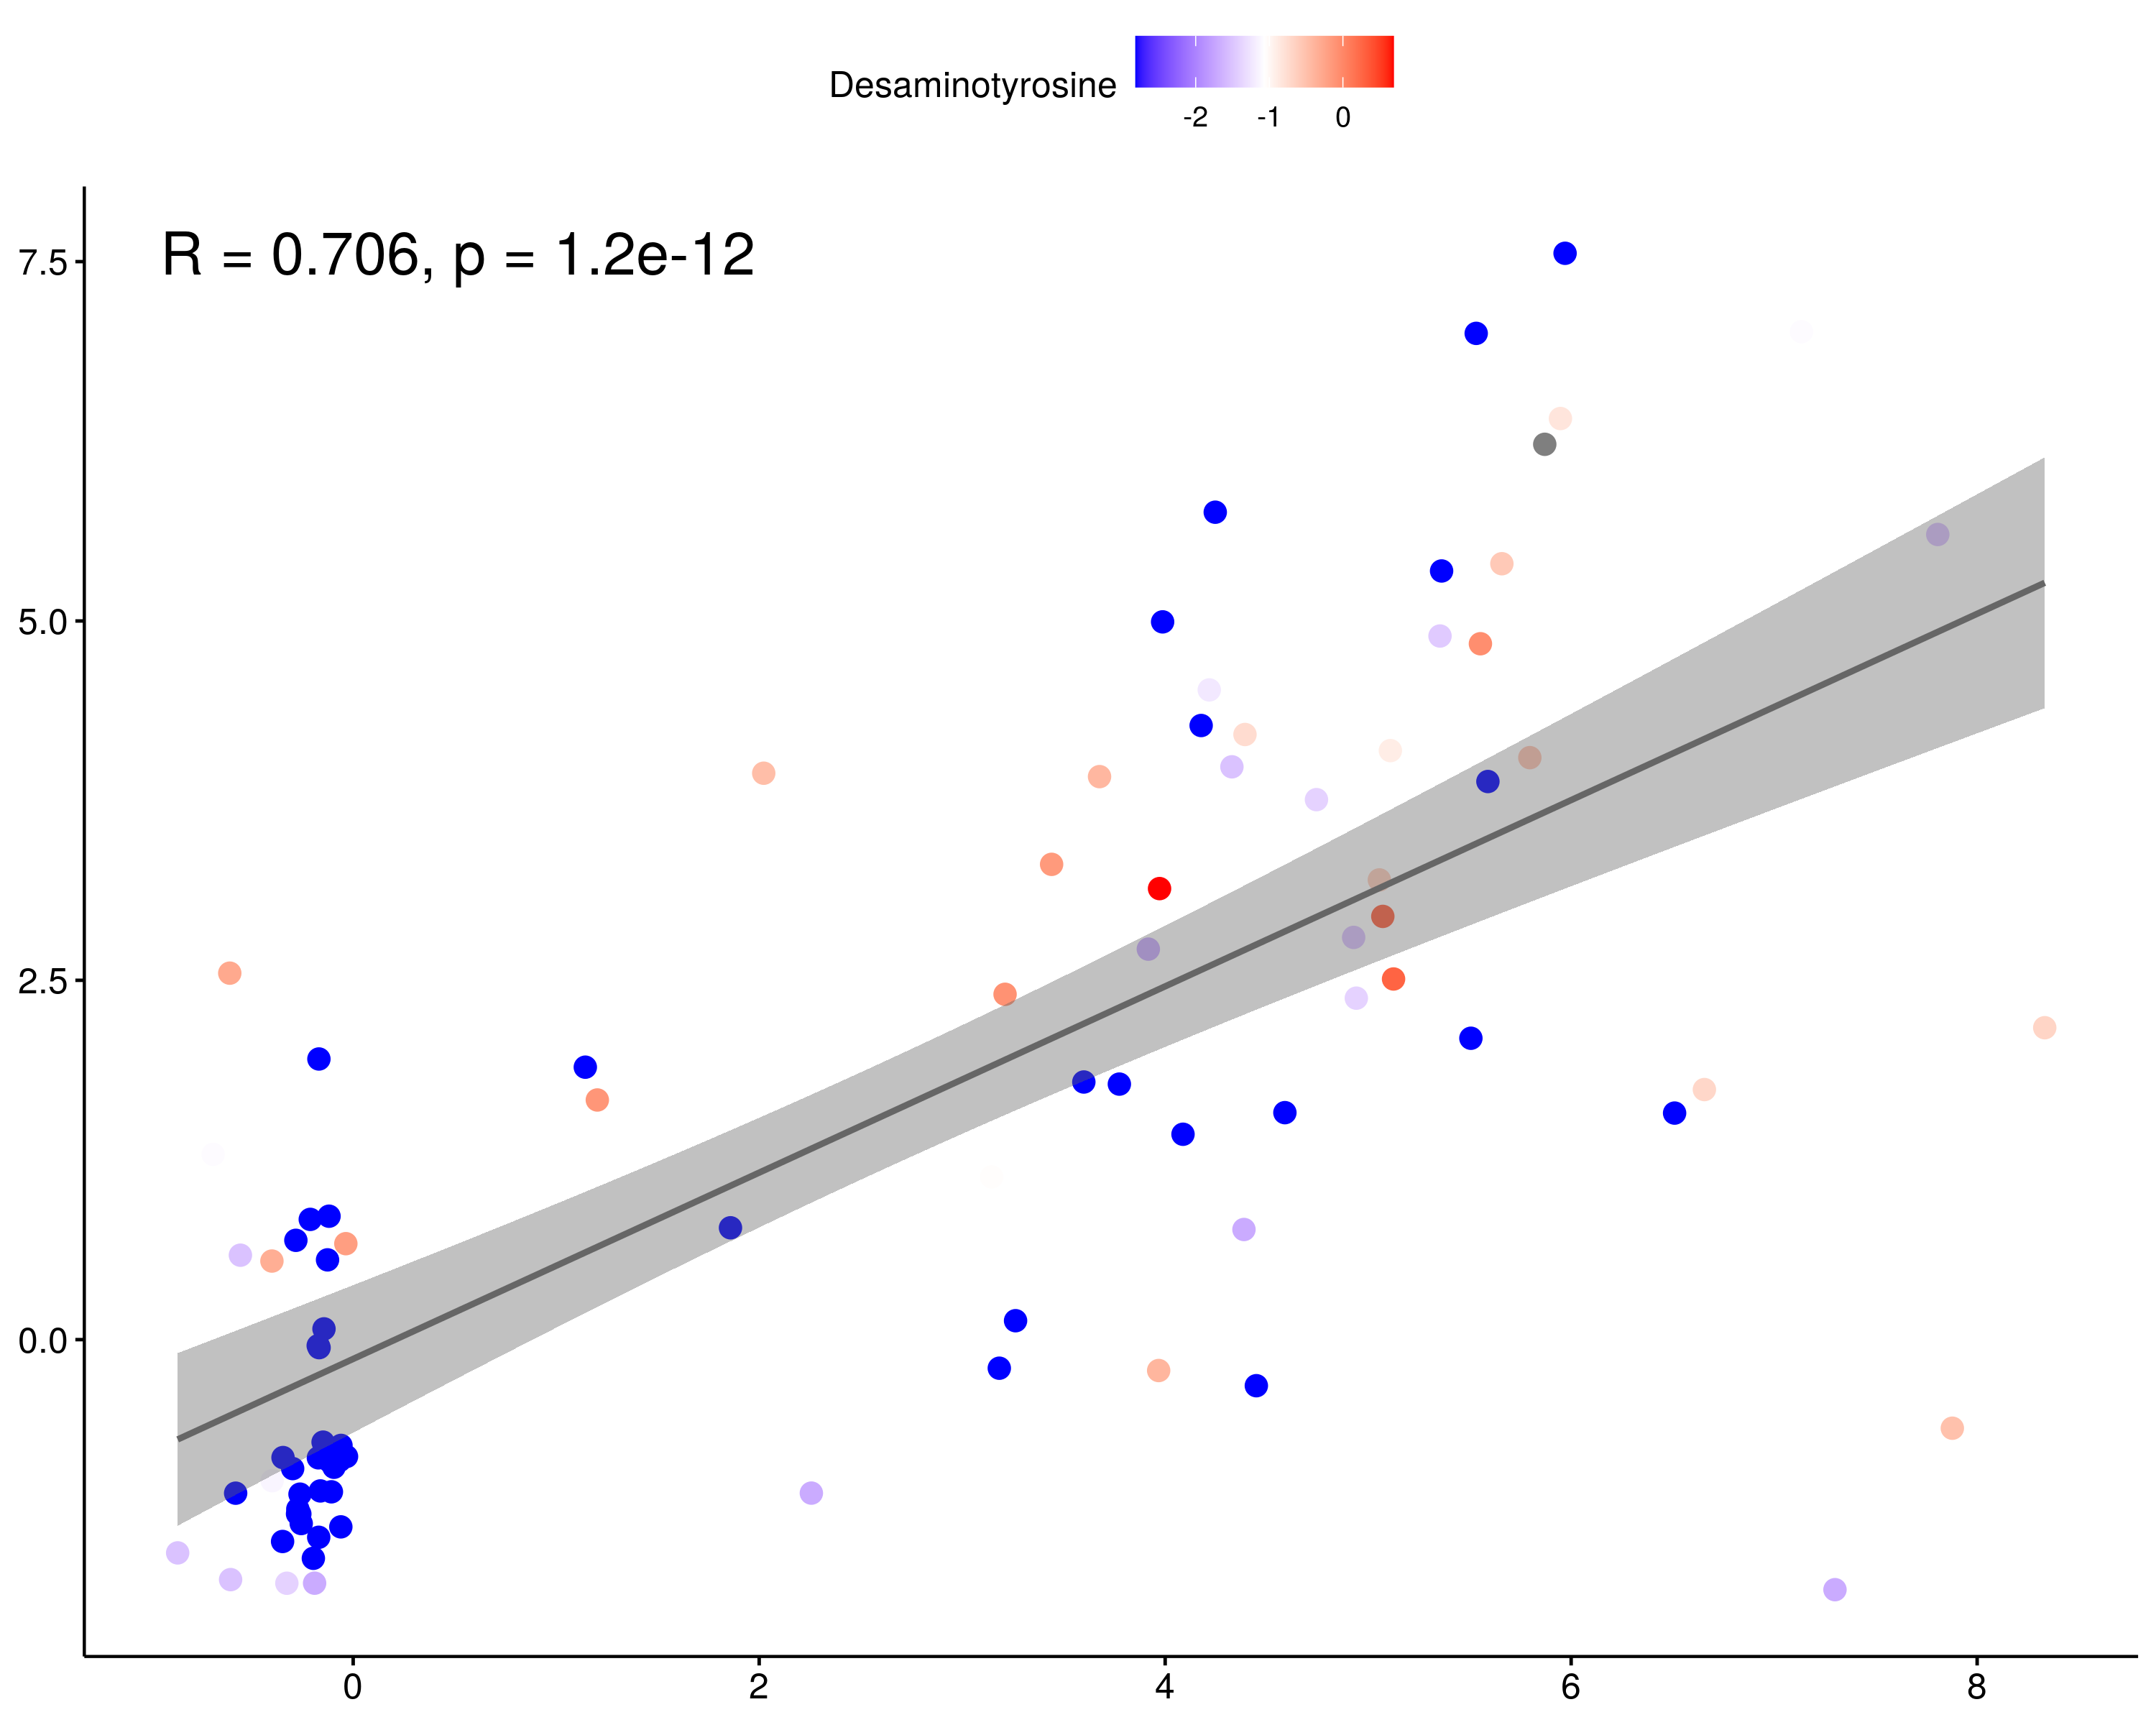 Desaminotyrosine
-2 -1 0
R = 0.706, p = 1.2e-12
7.5
5.0
2.5
0.0
0 2 4 6 8